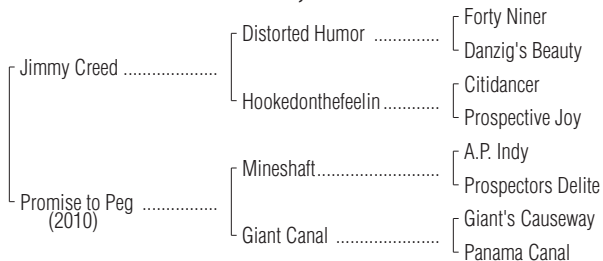 Forty Niner
Distorted Humor ..............
Danzig's Beauty
Jimmy Creed ....................
Citidancer
Hookedonthefeelin ............
Prospective Joy
A.P. Indy
Mineshaft.......................
Prospectors Delite
Promise to Peg ................
(2010)
Giant's Causeway
Giant Canal ....................
Panama Canal